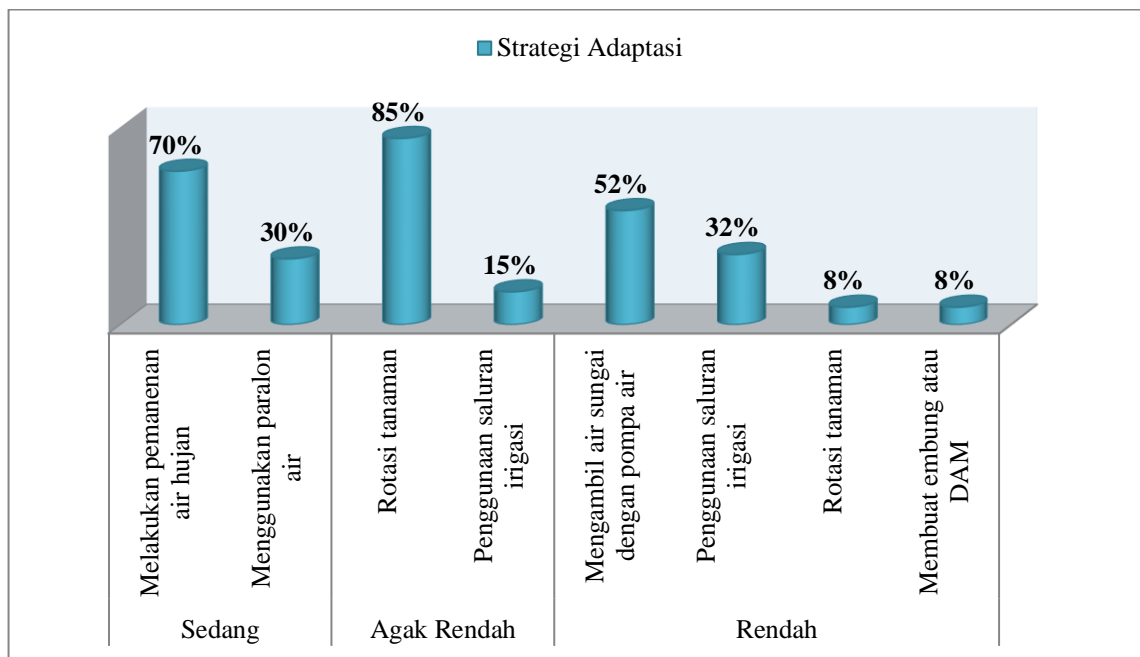 Strategi Adaptasi
70%
30%
85%
15%
52%
32%
8%
8%
Melakukan pemanenan
air hujan
Menggunakan paralon
air
Rotasi tanaman
Penggunaan saluran
irigasi
Mengambil air sungai
dengan pompa air
Penggunaan saluran
irigasi
Rotasi tanaman
Membuat embung atau
DAM
Sedang
Agak Rendah
Rendah